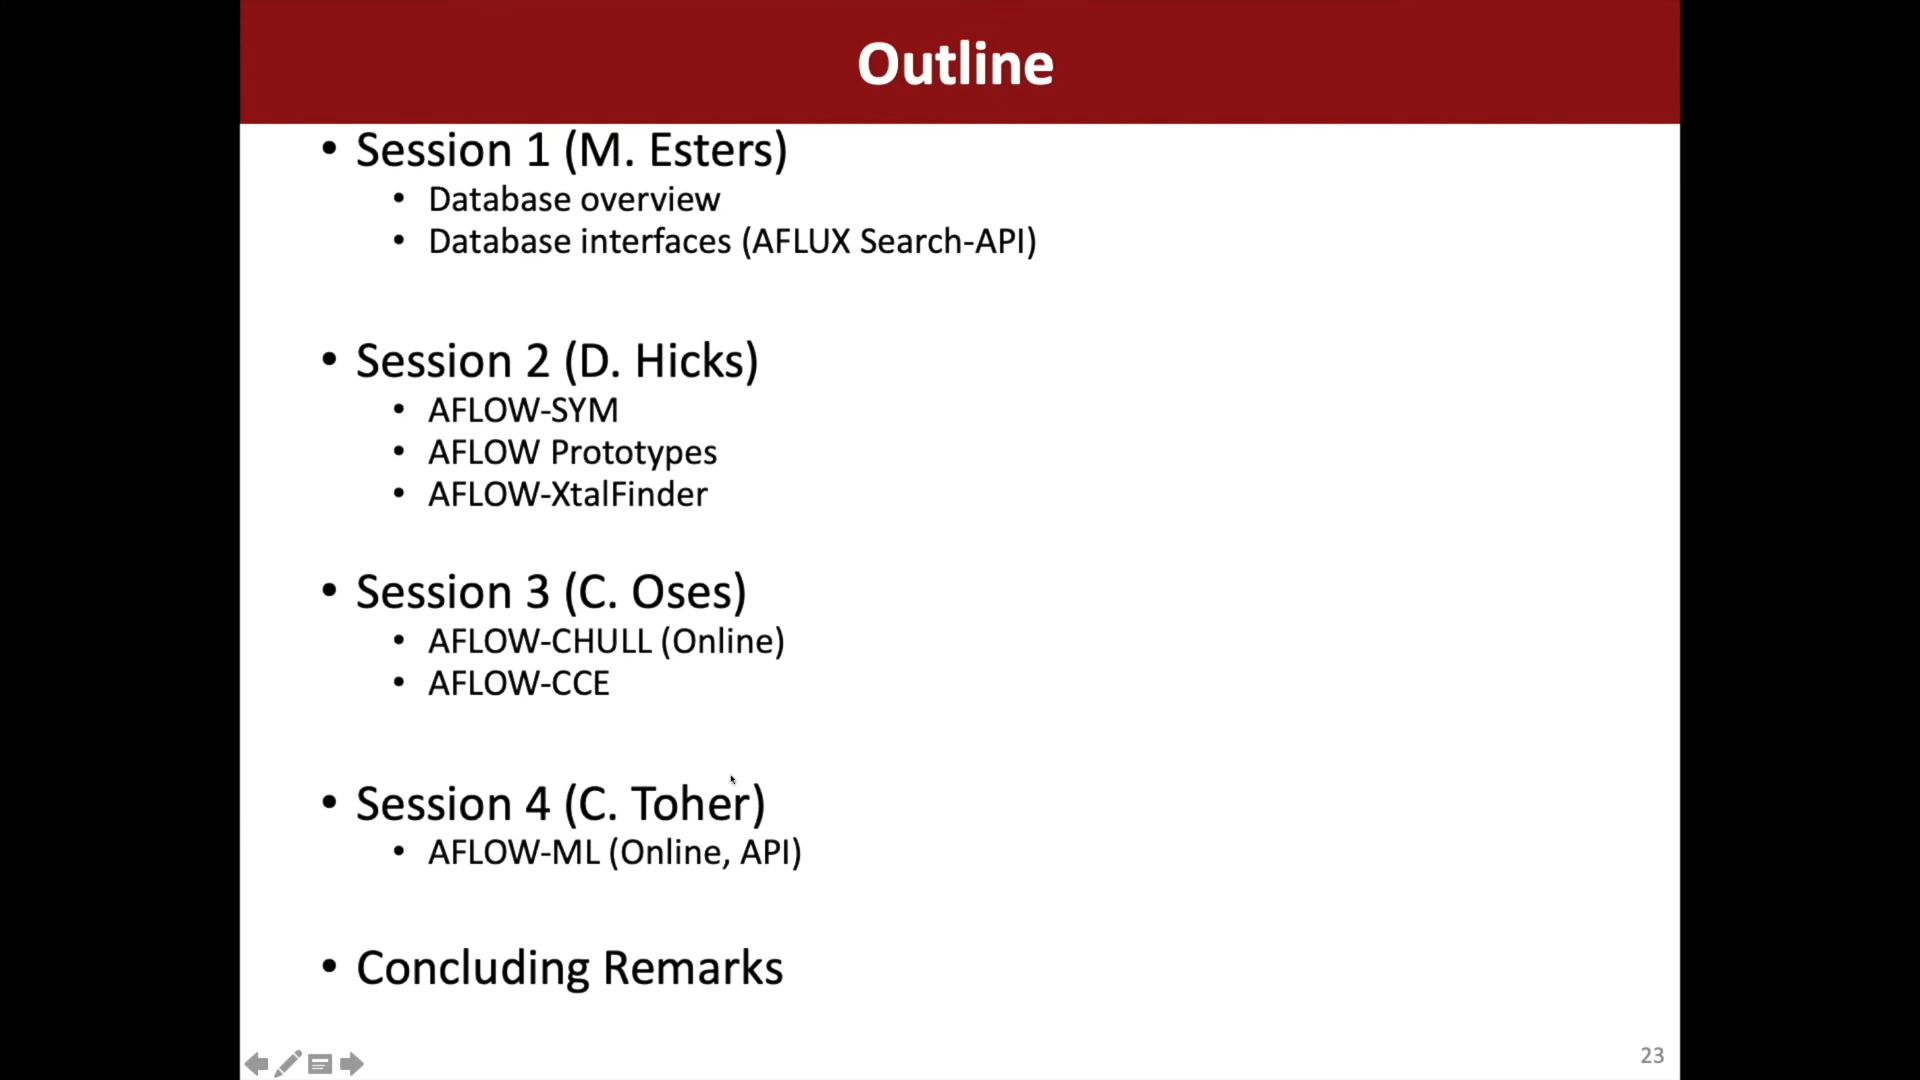 Outline
• Session 1 (M. Esters)
• Database overview
• Database interfaces (AFLUX Search-API)
• Session 2 (D. Hicks)
• AFLOW-SYM
• AFLOW Prototypes
• AFLOW-XtalFinder
• Session 3 (C. Oses)
• AFLOW-CHULL (Online)
• AFLOW-CCE
• Session 4 (C. Toher)
• AFLOW-ML (Online, API)
• Concluding Remarks
23